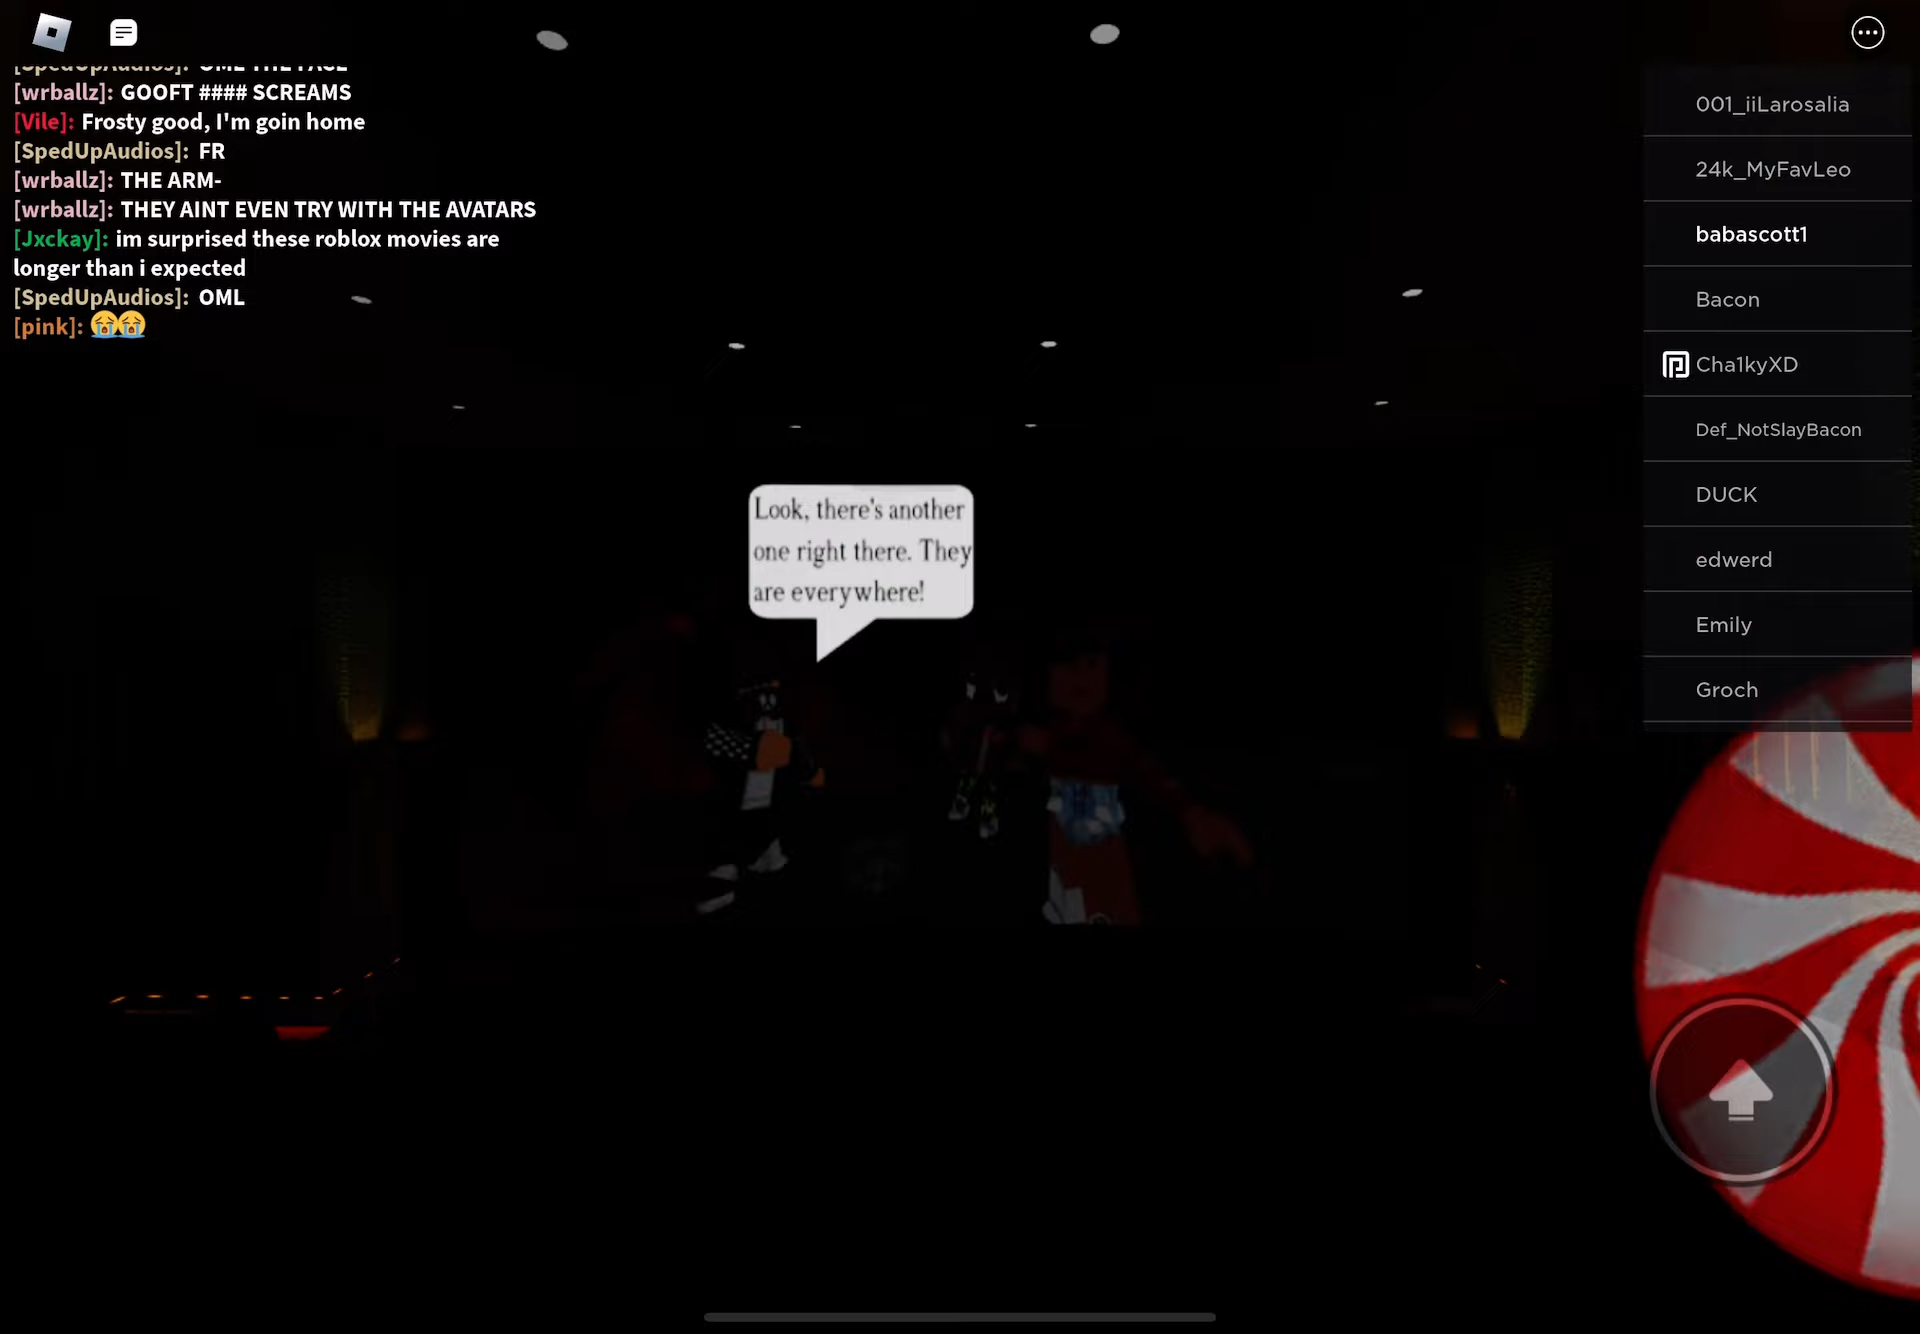 [wrballz]: GOOFT #### SCREAMS
[Vile]: Frosty good, I'm goin home
[SpedUpAudios]: FR
[wrballz]: THE ARM-
[wrballz]: THEY AINT EVEN TRY WITH THE AVATARS
[Jxckay]: im surprised these roblox movies are
longer than i expected
[SpedUpAudios]: OML
[pink]: 😭😭
Look, there's another
one right there. They
are everywhere!
001_iiLarosalia
24k_MyFavLeo
babascott1
Bacon
Cha1kyXD
Def_NotSlayBacon
DUCK
edwerd
Emily
Groch